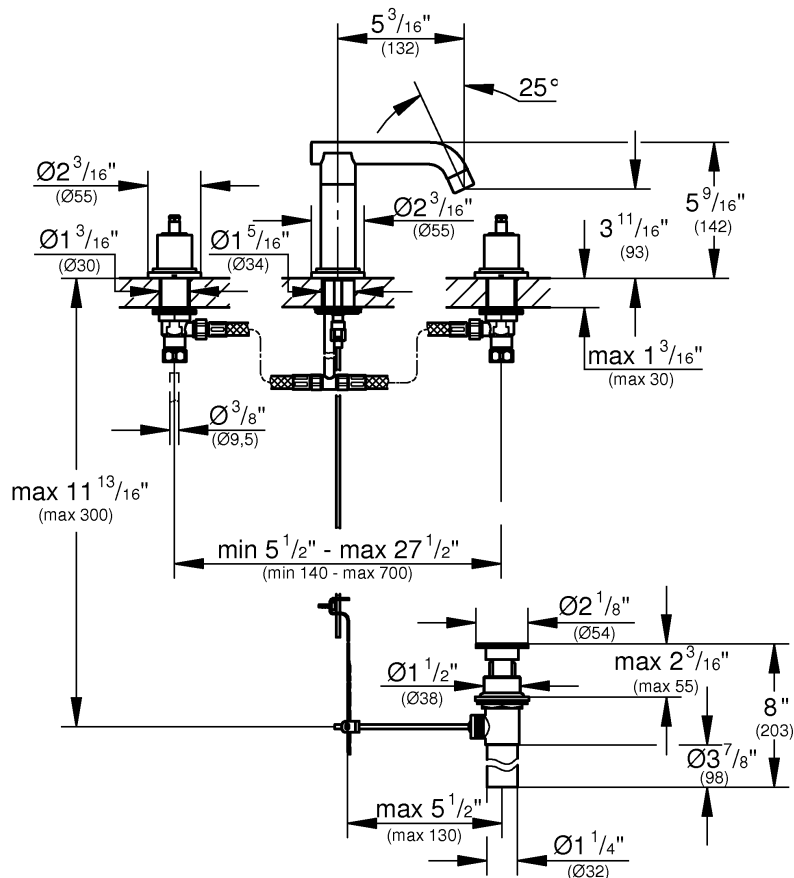 5 3/16"
(132)
25°
Ø2 3/16"
(Ø55)
Ø2 3/16"
(Ø55)
5 9/16"
(142)
3 11/16"
(93)
Ø1 3/16"
(Ø30)
Ø1 5/16"
(Ø34)
max 1 3/16"
(max 30)
Ø3/8"
(Ø9,5)
max 11 13/16"
(max 300)
min 5 1/2" - max 27 1/2"
(min 140 - max 700)
Ø2 1/8"
(Ø54)
max 2 3/16"
(max 55)
Ø1 1/2"
(Ø38)
8"
(203)
Ø3 7/8"
(98)
max 5 1/2"
(max 130)
Ø1 1/4"
(Ø32)